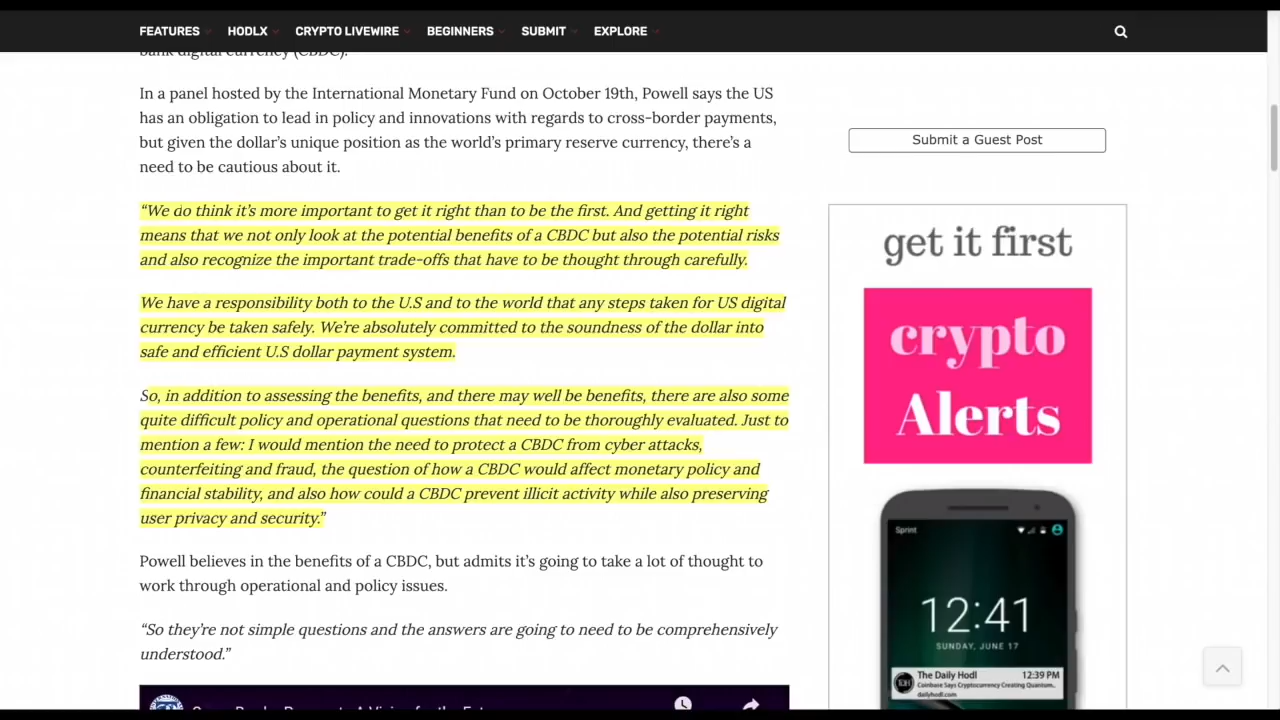 FEATURES HODLX CRYPTO LIVEWIRE BEGINNERS SUBMIT EXPLORE
bank digital currency (CBDC).
In a panel hosted by the International Monetary Fund on October 19th, Powell says the US
has an obligation to lead in policy and innovations with regards to cross-border payments,
but given the dollar’s unique position as the world’s primary reserve currency, there’s a
need to be cautious about it.
“We do think it’s more important to get it right than to be the first. And getting it right
means that we not only look at the potential benefits of a CBDC but also the potential risks
and also recognize the important trade-offs that have to be thought through carefully.
We have a responsibility both to the U.S and to the world that any steps taken for US digital
currency be taken safely. We’re absolutely committed to the soundness of the dollar into
safe and efficient U.S dollar payment system.
So, in addition to assessing the benefits, and there may well be benefits, there are also some
quite difficult policy and operational questions that need to be thoroughly evaluated. Just to
mention a few: I would mention the need to protect a CBDC from cyber attacks,
counterfeiting and fraud, the question of how a CBDC would affect monetary policy and
financial stability, and also how could a CBDC prevent illicit activity while also preserving
user privacy and security.”
Powell believes in the benefits of a CBDC, but admits it’s going to take a lot of thought to
work through operational and policy issues.
“So they’re not simple questions and the answers are going to need to be comprehensively
understood.”
Submit a Guest Post
get it first
crypto
Alerts
Sprint
12:41
SUNDAY, JUNE 17
The Daily Hodl 12:39 PM
Coinbase Says Cryptocurrency Creating Quantum..
dailyhodl.com